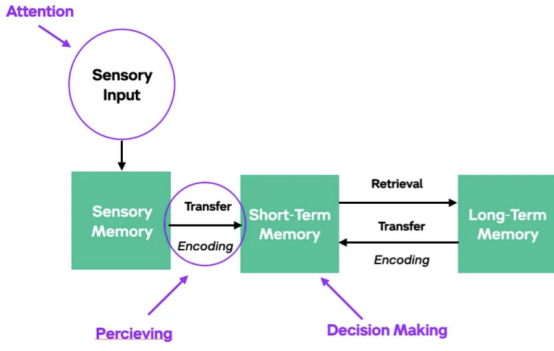 Attention
Sensory
Input
Sensory
Memory
Transfer
Encoding
Short-Term
Memory
Retrieval
Transfer
Encoding
Long-Term
Memory
Percieving
Decision Making